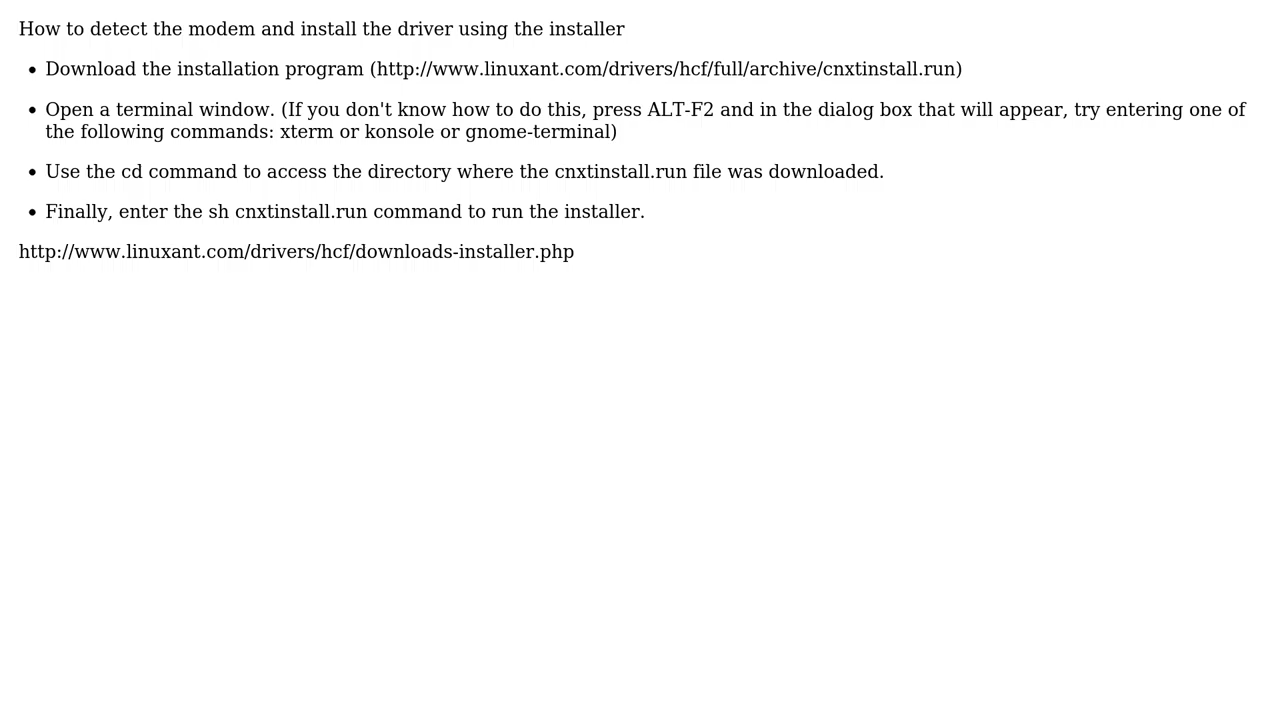 How to detect the modem and install the driver using the installer
• Download the installation program (http://www.linuxant.com/drivers/hcf/full/archive/cnxtinstall.run)
• Open a terminal window. (If you don't know how to do this, press ALT-F2 and in the dialog box that will appear, try entering one of
the following commands: xterm or konsole or gnome-terminal)
• Use the cd command to access the directory where the cnxtinstall.run file was downloaded.
• Finally, enter the sh cnxtinstall.run command to run the installer.
http://www.linuxant.com/drivers/hcf/downloads-installer.php